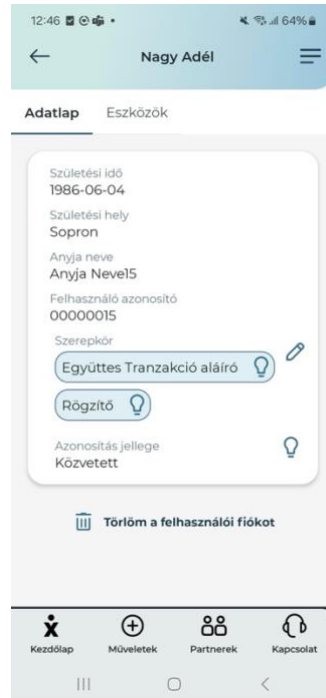 12:46 64%
Nagy Adél
Adatlap Eszközök
Születési idő
1986-06-04
Születési hely
Sopron
Anyja neve
Anyja Neve15
Felhasználó azonosító
00000015
Szerepkör
Együttes Tranzakció aláíró
Rögzítő
Azonosítás jellege
Közvetett
Törlöm a felhasználói fiókot
Kezdőlap Műveletek Partnerek Kapcsolat